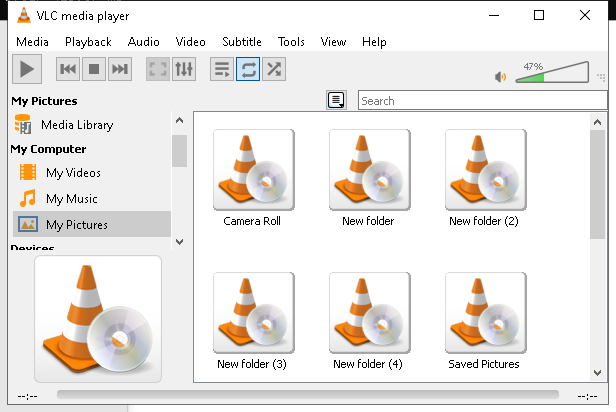 VLC media player
Media Playback Audio Video Subtitle Tools View Help
47%
My Pictures
Search
Media Library
My Computer
My Videos
My Music
My Pictures
Devices
Camera Roll
New folder
New folder (2)
New folder (3)
New folder (4)
Saved Pictures
--:--
--:--